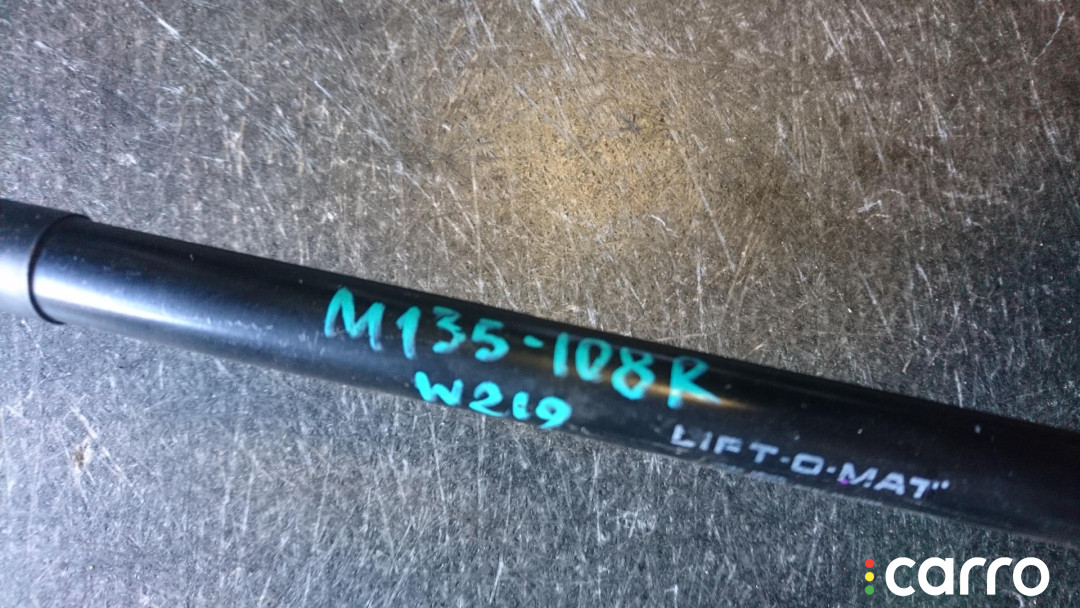 M135-108R
W219
LIFT-O-MAT"
carro